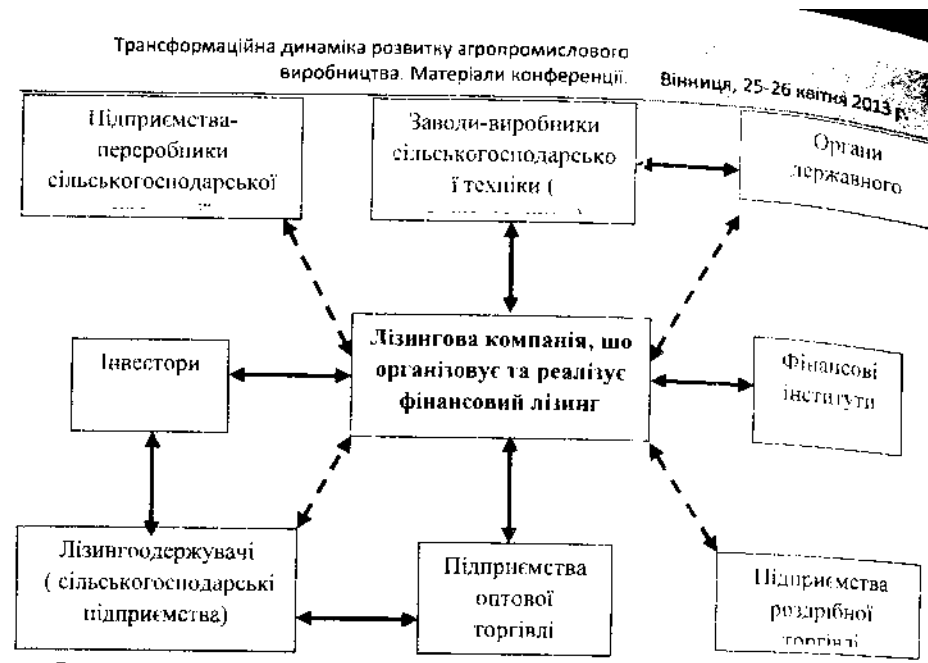 Трансформаційна динаміка розвитку агропромислового
виробництва. Матеріали конференції.
Вінниця, 25-26 квітня 2013 р.
Підприємства-
переробники
сільськогосподарської
Заводи-виробники
сільськогосподарсько
ї техніки (
Органи
державного
Інвестори
Лізингова компанія, що
організовує та реалізує
фінансовий лізинг
Фінансові
інститути
Лізингоодержувачі
( сільськогосподарські
підприємства)
Підприємства
оптової
торгівлі
Підприємства
роздрібної
торгівлі